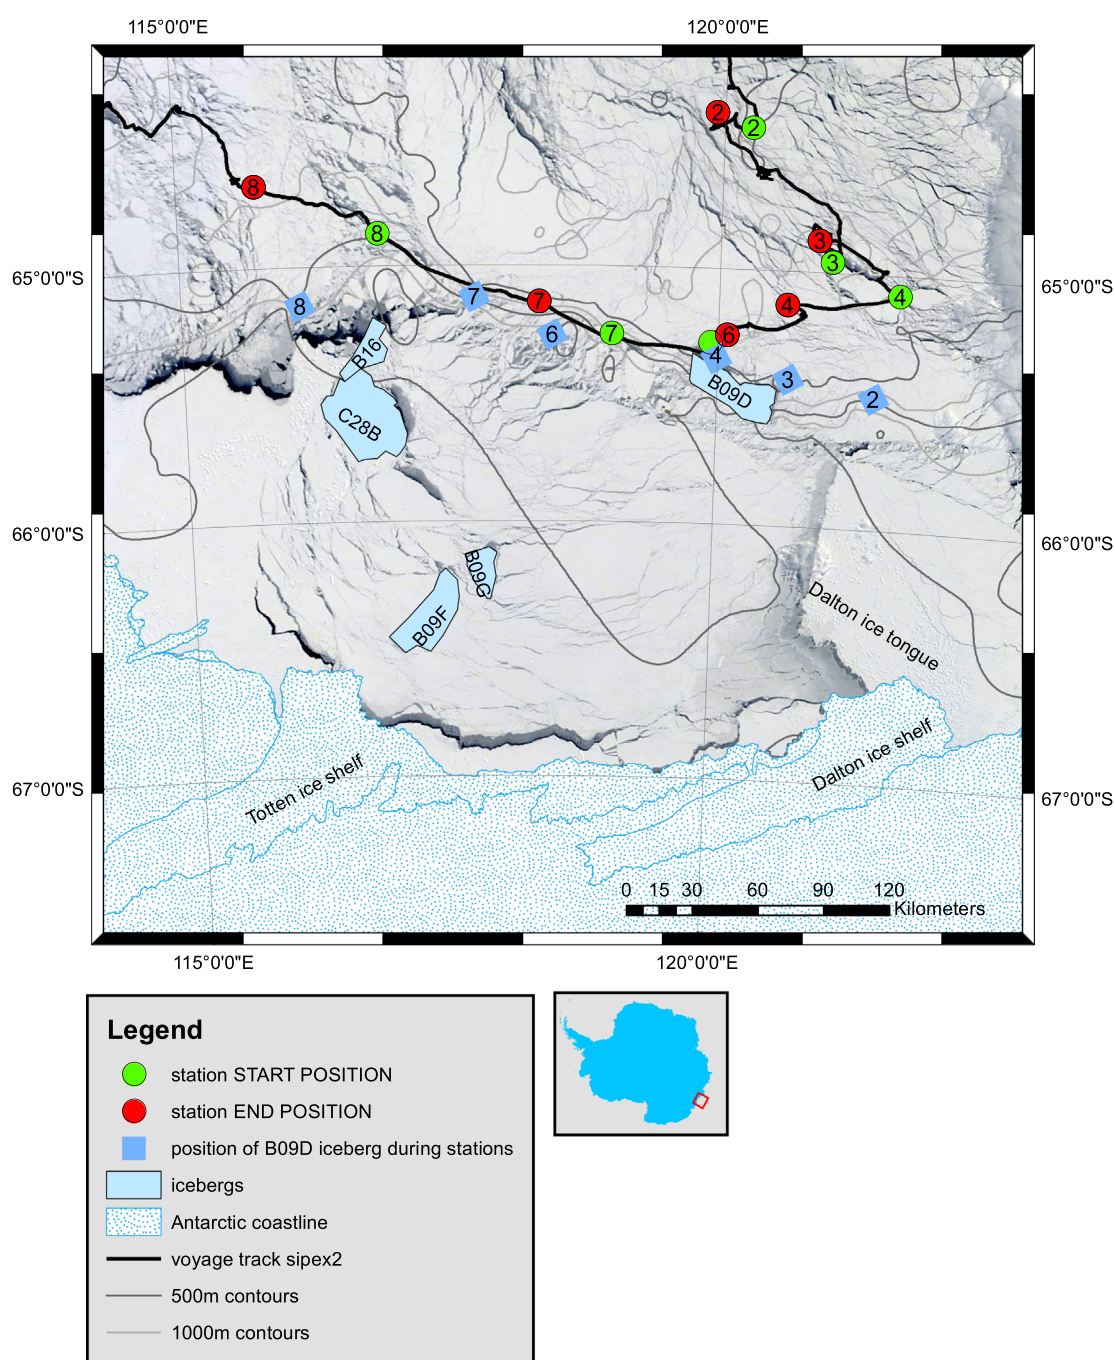 115°0'0"E
120°0'0"E
2
2
8
8
3
3
65°0'0"S
65°0'0"S
7
4
7
8
4
6
7
6
4
B16
3
B09D
2
C28B
66°0'0"S
66°0'0"S
B09G
B09F
Dalton ice tongue
Dalton ice shelf
Totten ice shelf
67°0'0"S
67°0'0"S
0 15 30 60 90 120
Kilometers
115°0'0"E
120°0'0"E
Legend
station START POSITION
station END POSITION
position of B09D iceberg during stations
icebergs
Antarctic coastline
voyage track sipex2
500m contours
1000m contours